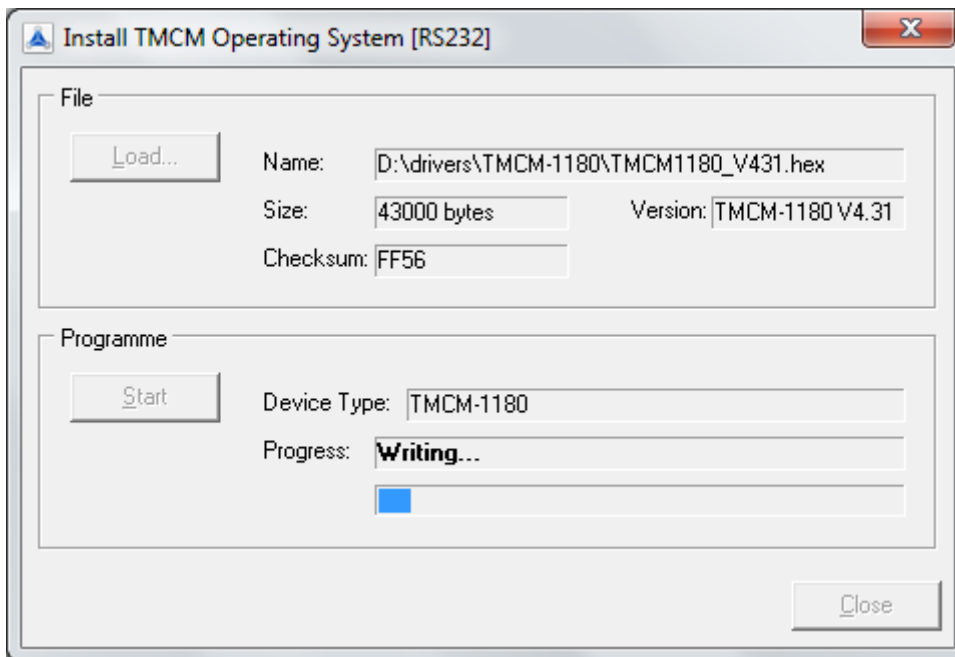 Install TMCM Operating System [RS232]
File
Load...
Name: D:\drivers\TMCM-1180\TMCM1180_V431.hex
Size: 43000 bytes Version: TMCM-1180 V4.31
Checksum: FF56
Programme
Start
Device Type: TMCM-1180
Progress: Writing...
Close